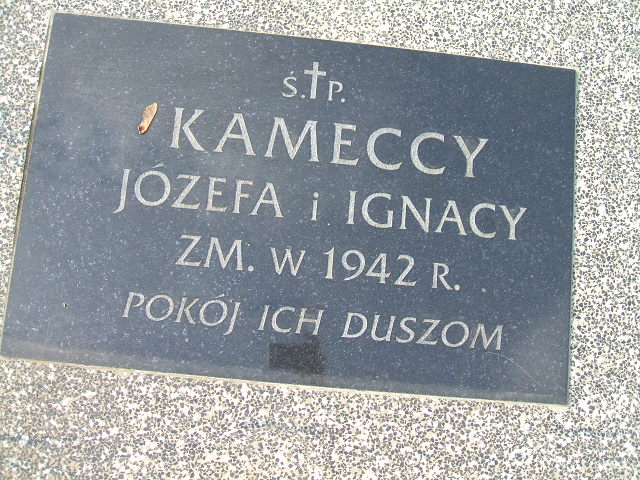 Ś.†P.
KAMECCY
JÓZEFA i IGNACY
ZM. W 1942 R.
POKÓJ ICH DUSZOM